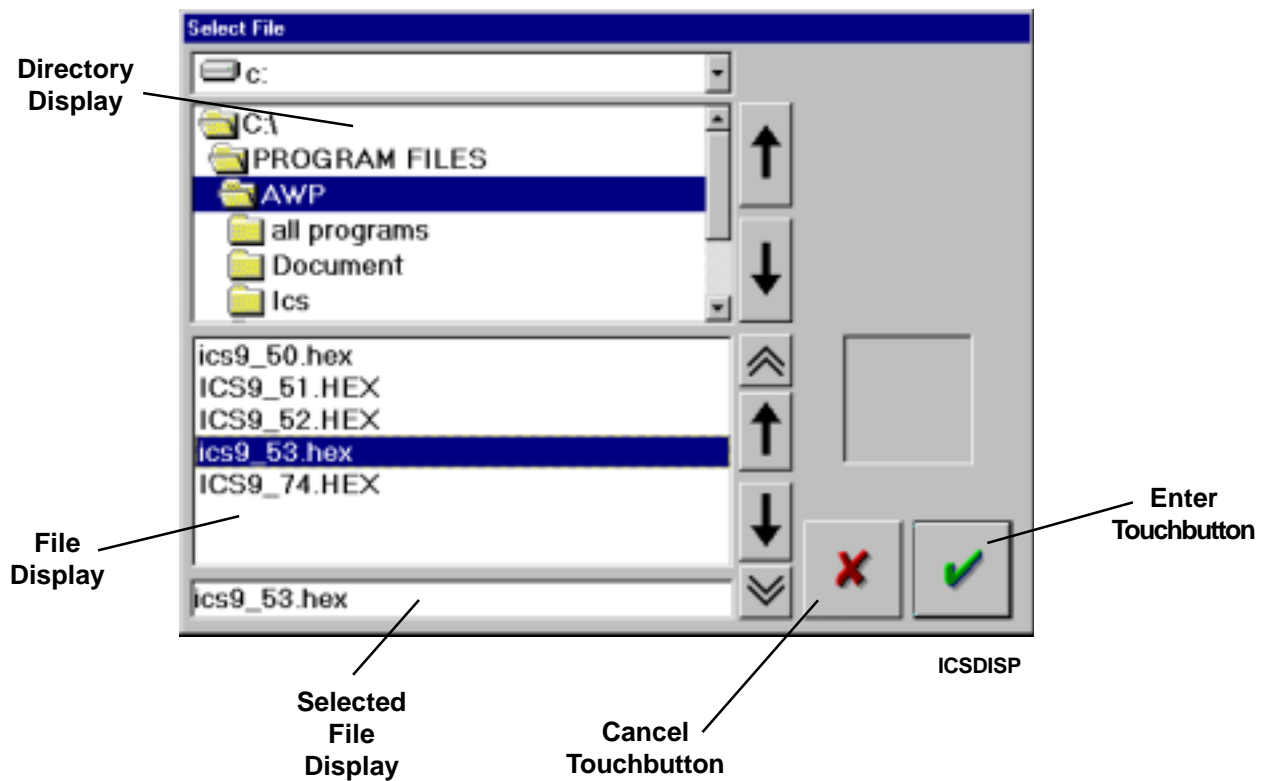 Select File
Directory
Display
c:
C:\
PROGRAM FILES
AWP
all programs
Document
Ics
ics9_50.hex
ICS9_51.HEX
ICS9_52.HEX
ics9_53.hex
ICS9_74.HEX
File
Display
Enter
Touchbutton
ics9_53.hex
ICSDISP
Selected
File
Display
Cancel
Touchbutton